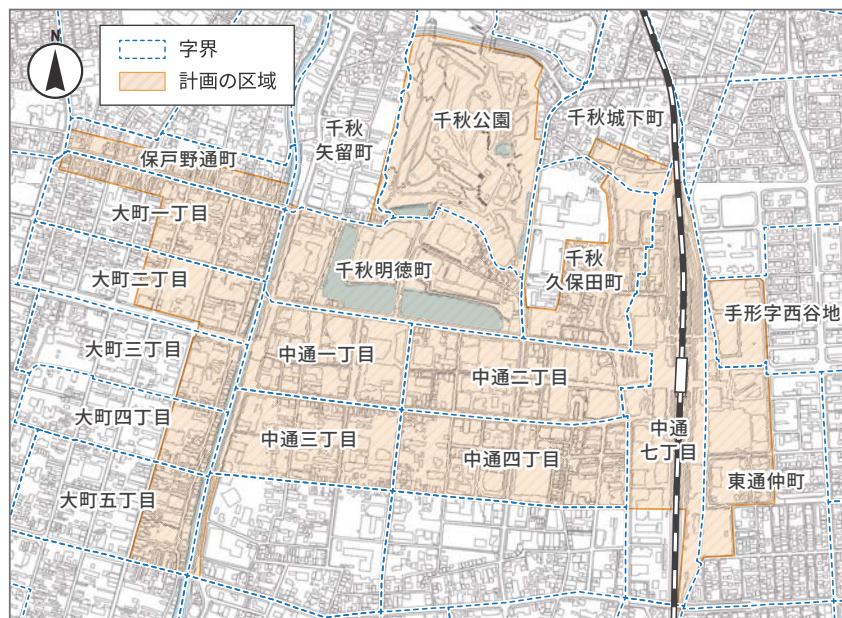 N
字界
計画の区域
千秋
矢留町
千秋公園
千秋城下町
保戸野通町
大町一丁目
千秋明徳町
千秋
久保田町
大町二丁目
手形字西谷地
大町三丁目
中通一丁目
中通二丁目
大町四丁目
中通三丁目
中通四丁目
中通
七丁目
大町五丁目
東通仲町